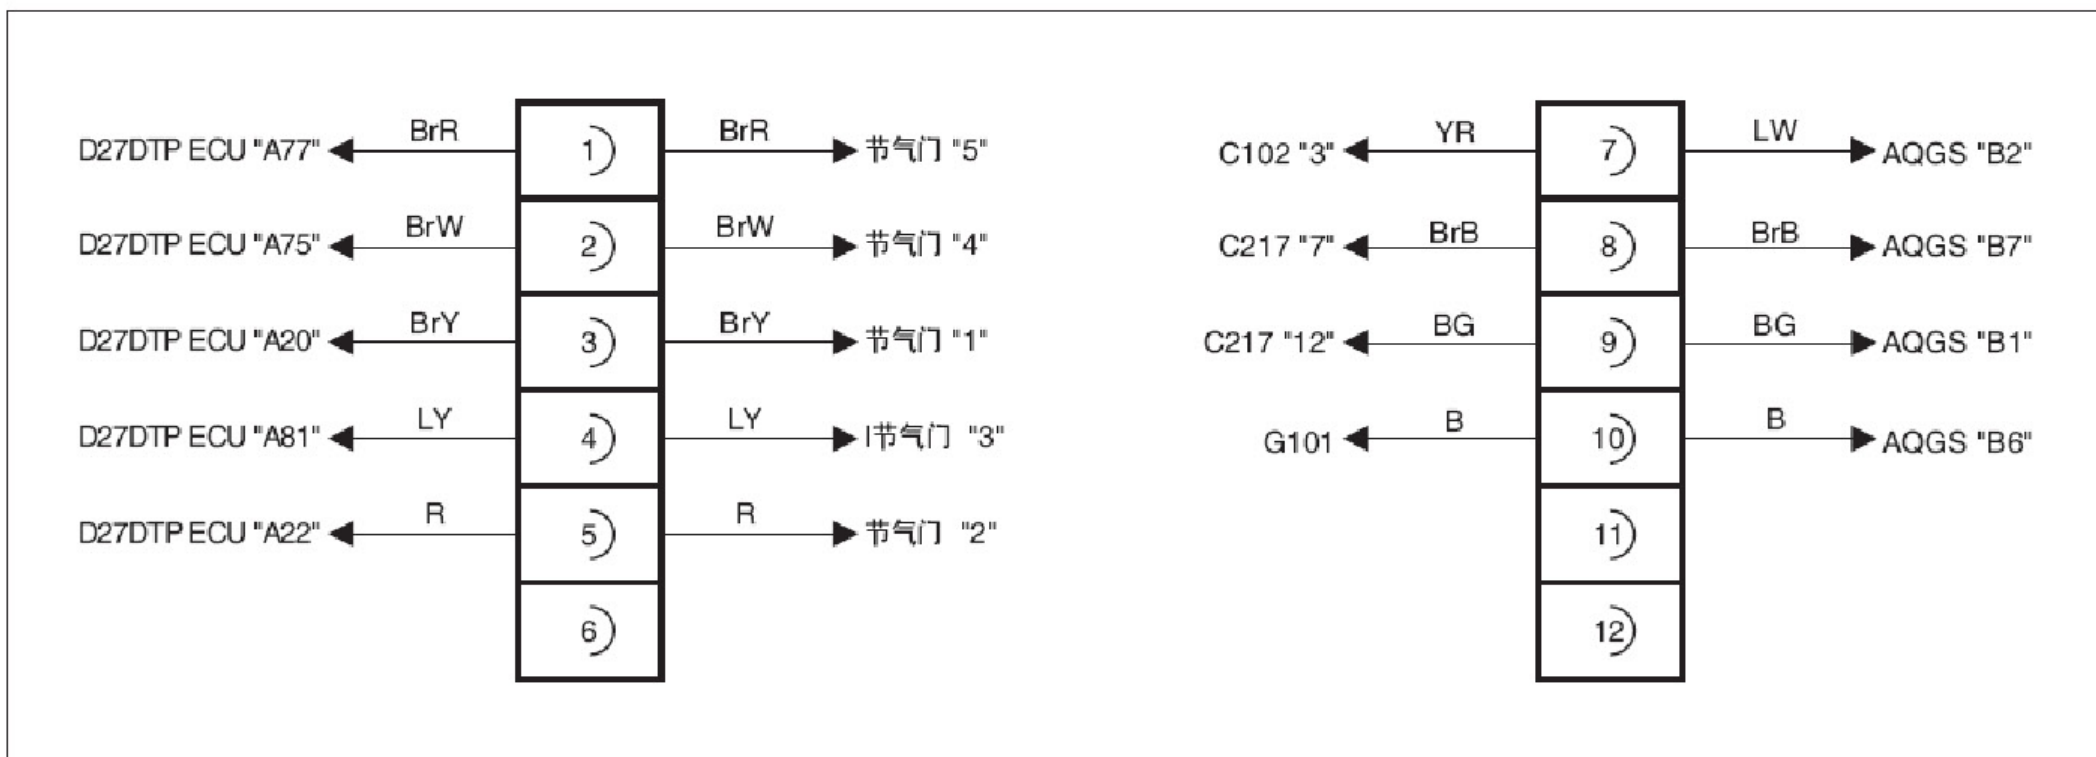 BrR BrR
D27DTP ECU "A77" 1 节气门 "5"
BrW BrW
D27DTP ECU "A75" 2 节气门 "4"
BrY BrY
D27DTP ECU "A20" 3 节气门 "1"
LY LY
D27DTP ECU "A81" 4 I节气门 "3"
R R
D27DTP ECU "A22" 5 节气门 "2"
6
YR LW
C102 "3" 7 AQGS "B2"
BrB BrB
C217 "7" 8 AQGS "B7"
BG BG
C217 "12" 9 AQGS "B1"
B B
G101 10 AQGS "B6"
11
12